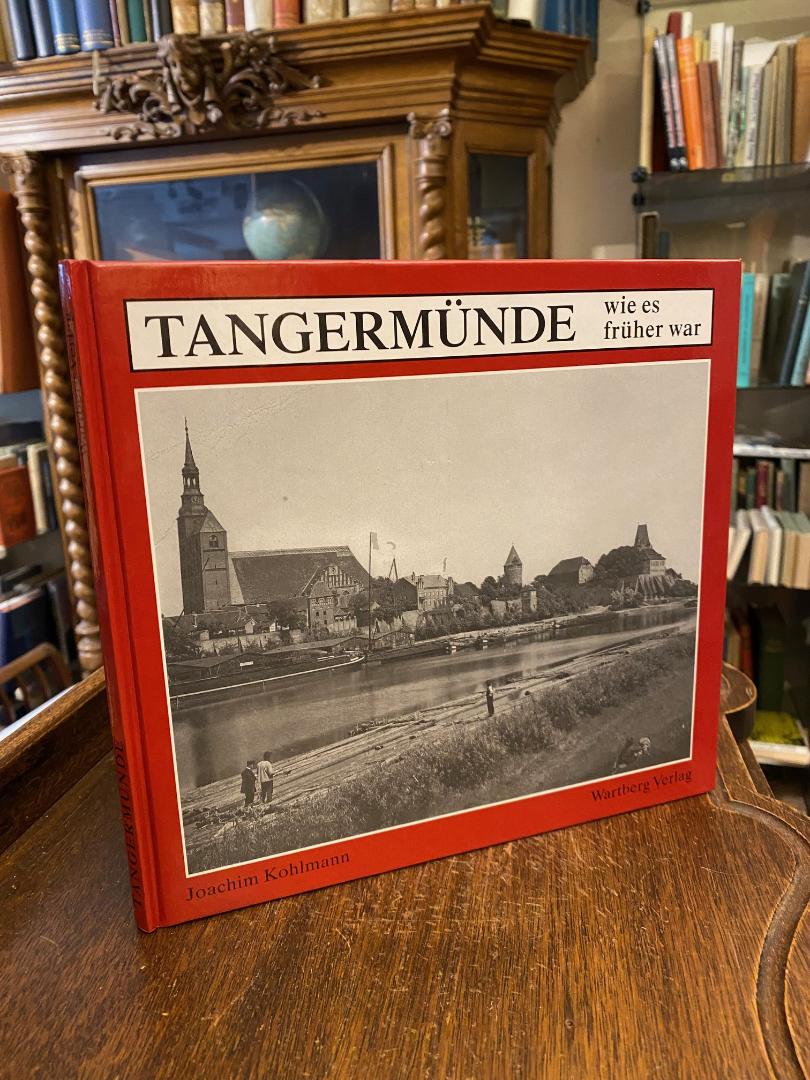 TANGERMÜNDE
wie es
früher war
Joachim Kohlmann
Wartberg Verlag
TANGERMÜNDE